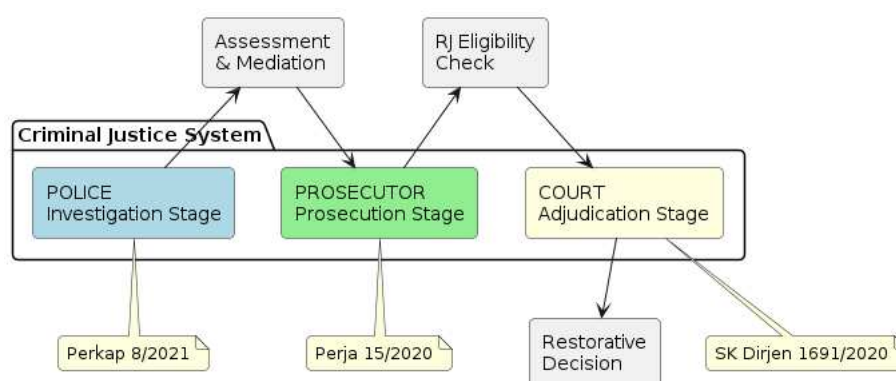 Assessment
& Mediation
RJ Eligibility
Check
Criminal Justice System
POLICE
Investigation Stage
PROSECUTOR
Prosecution Stage
COURT
Adjudication Stage
Perkap 8/2021
Perja 15/2020
Restorative
Decision
SK Dirjen 1691/2020